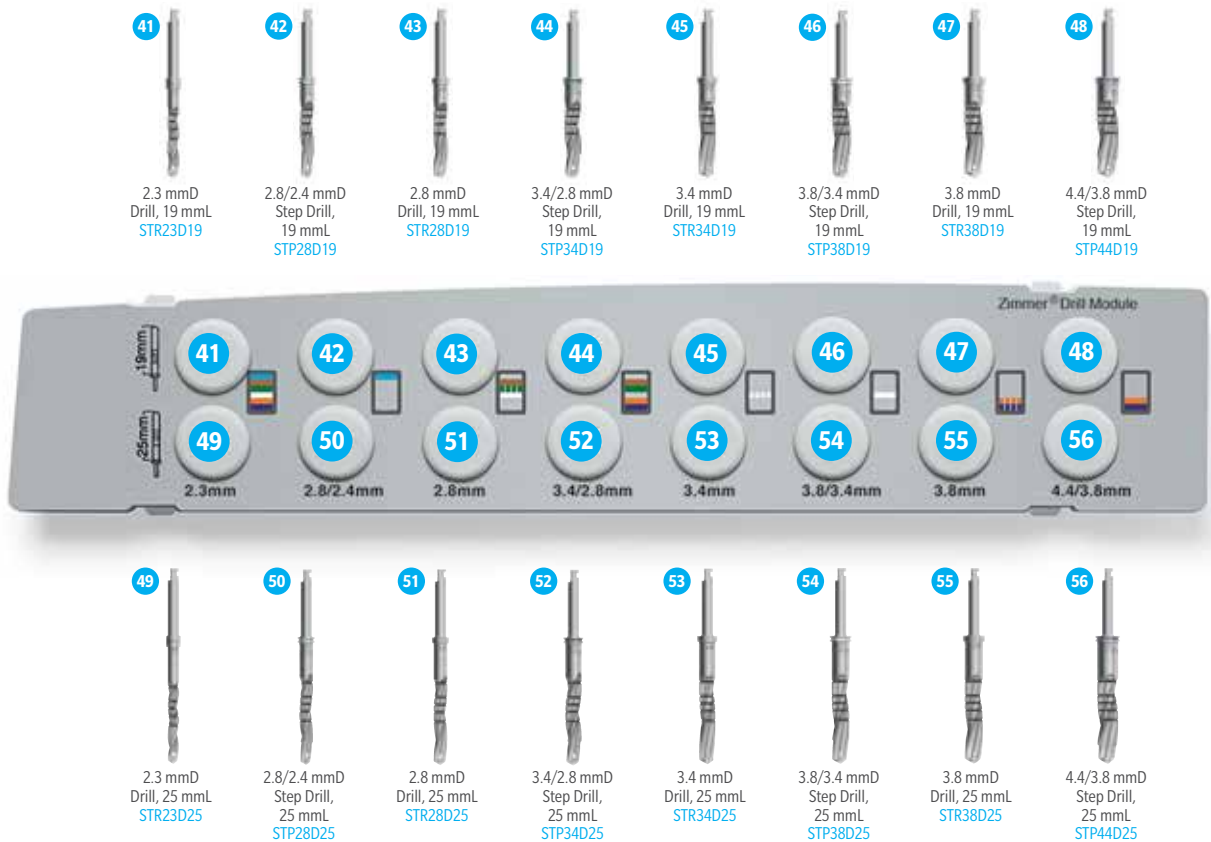 41
42
43
44
45
46
47
48
2.3 mmD
Drill, 19 mmL
STR23D19
2.8/2.4 mmD
Step Drill,
19 mmL
STP28D19
2.8 mmD
Drill, 19 mmL
STR28D19
3.4/2.8 mmD
Step Drill,
19 mmL
STP34D19
3.4 mmD
Drill, 19 mmL
STR34D19
3.8/3.4 mmD
Step Drill,
19 mmL
STP38D19
3.8 mmD
Drill, 19 mmL
STR38D19
4.4/3.8 mmD
Step Drill,
19 mmL
STP44D19
Zimmer® Drill Module
19mm
41
42
43
44
45
46
47
48
25mm
49
50
51
52
53
54
55
56
2.3mm
2.8/2.4mm
2.8mm
3.4/2.8mm
3.4mm
3.8/3.4mm
3.8mm
4.4/3.8mm
49
50
51
52
53
54
55
56
2.3 mmD
Drill, 25 mmL
STR23D25
2.8/2.4 mmD
Step Drill,
25 mmL
STP28D25
2.8 mmD
Drill, 25 mmL
STR28D25
3.4/2.8 mmD
Step Drill,
25 mmL
STP34D25
3.4 mmD
Drill, 25 mmL
STR34D25
3.8/3.4 mmD
Step Drill,
25 mmL
STP38D25
3.8 mmD
Drill, 25 mmL
STR38D25
4.4/3.8 mmD
Step Drill,
25 mmL
STP44D25